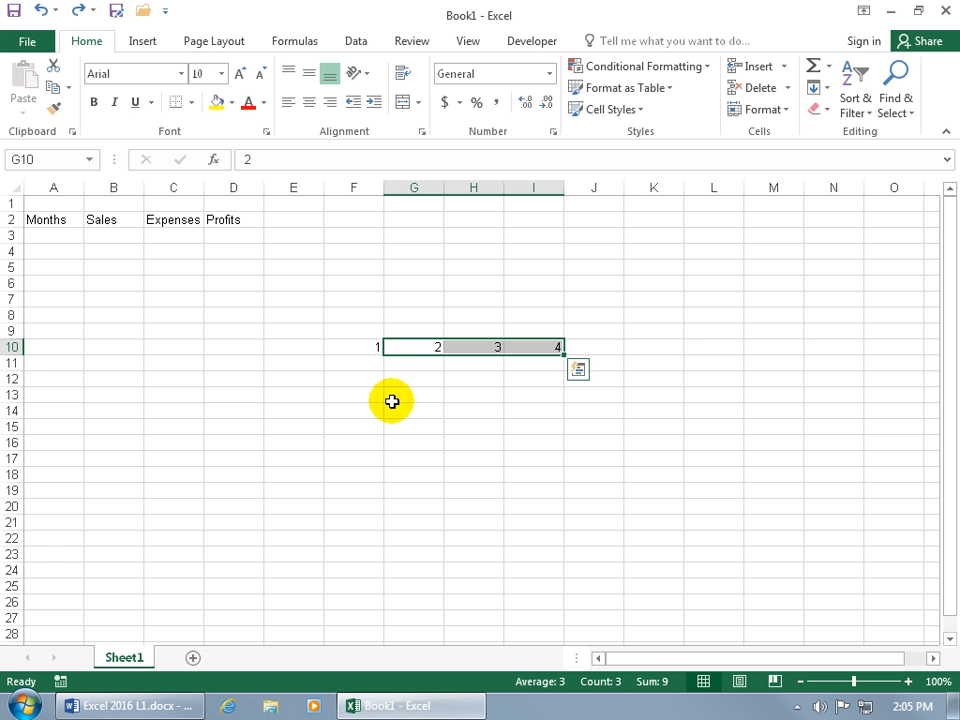 Book1 - Excel
File Home Insert Page Layout Formulas Data Review View Developer Tell me what you want to do... Sign in Share
Paste
Clipboard
Arial 10
B I U
Font
Alignment
General
$ % ,
Number
Conditional Formatting
Format as Table
Cell Styles
Styles
Insert
Delete
Format
Cells
Sort & Filter
Find & Select
Editing
G10 fx 2
A B C D E F G H I J K L M N O
1
2 Months Sales Expenses Profits
3
4
5
6
7
8
9
10 1 2 3 4
11
12
13
14
15
16
17
18
19
20
21
22
23
24
25
26
27
28
Sheet1
Ready Average: 3 Count: 3 Sum: 9 100%
Excel 2016 L1.docx - ... Book1 - Excel 2:05 PM